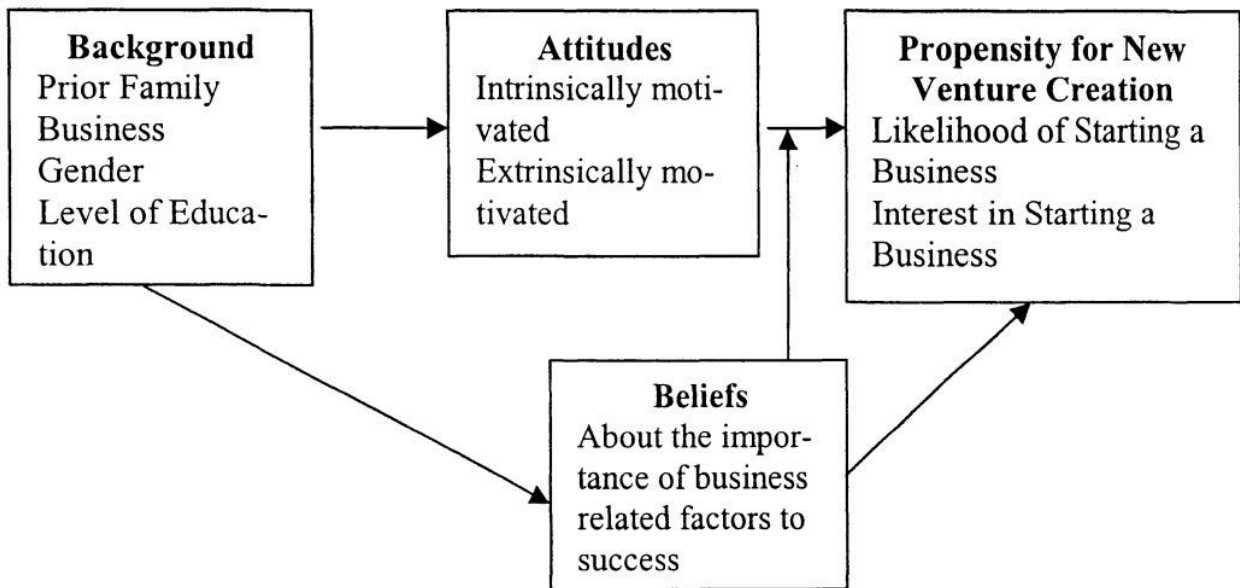 Background
Prior Family
Business
Gender
Level of Educa-
tion
Attitudes
Intrinsically moti-
vated
Extrinsically mo-
tivated
Propensity for New
Venture Creation
Likelihood of Starting a
Business
Interest in Starting a
Business
Beliefs
About the impor-
tance of business
related factors to
success